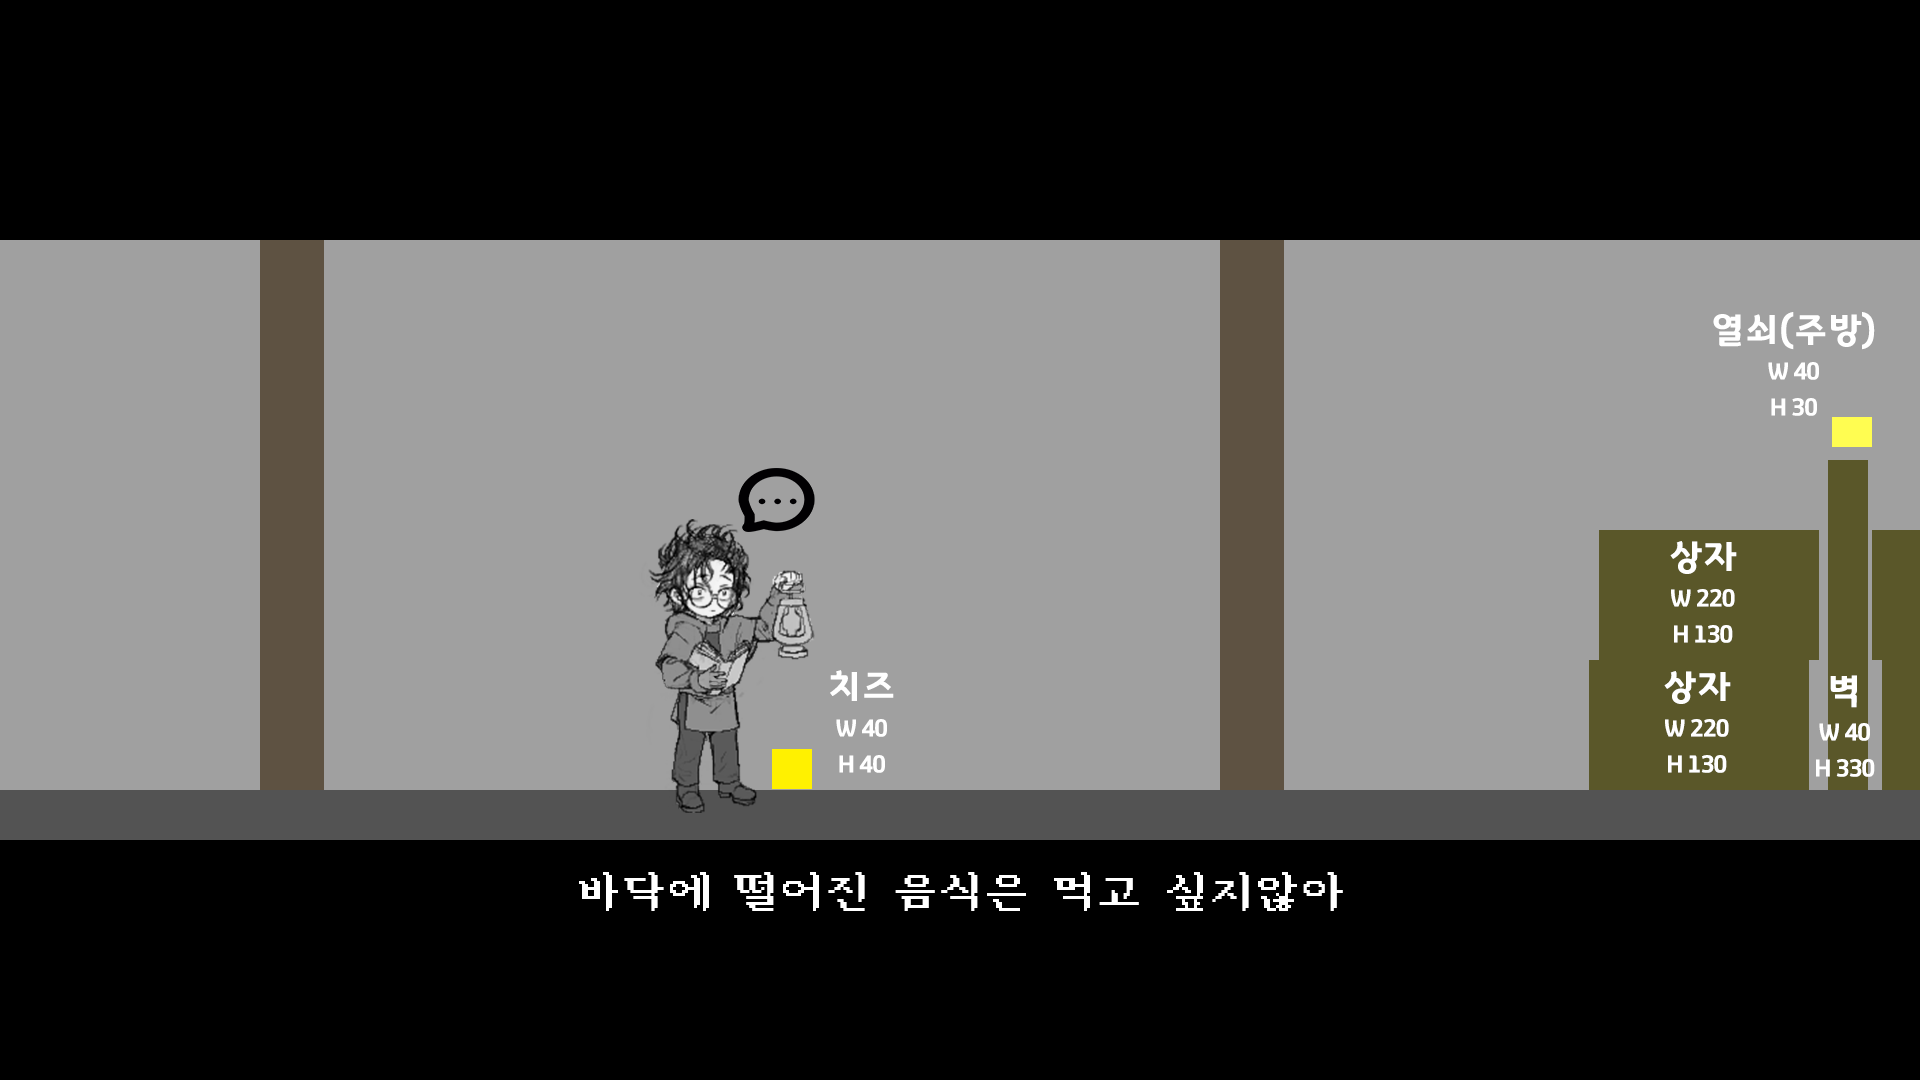 열쇠(주방)
W 40
H 30
상자
W 220
H 130
치즈
W 40
H 40
상자
W 220
H 130
벽
W 40
H 330
바닥에 떨어진 음식은 먹고 싶지않아